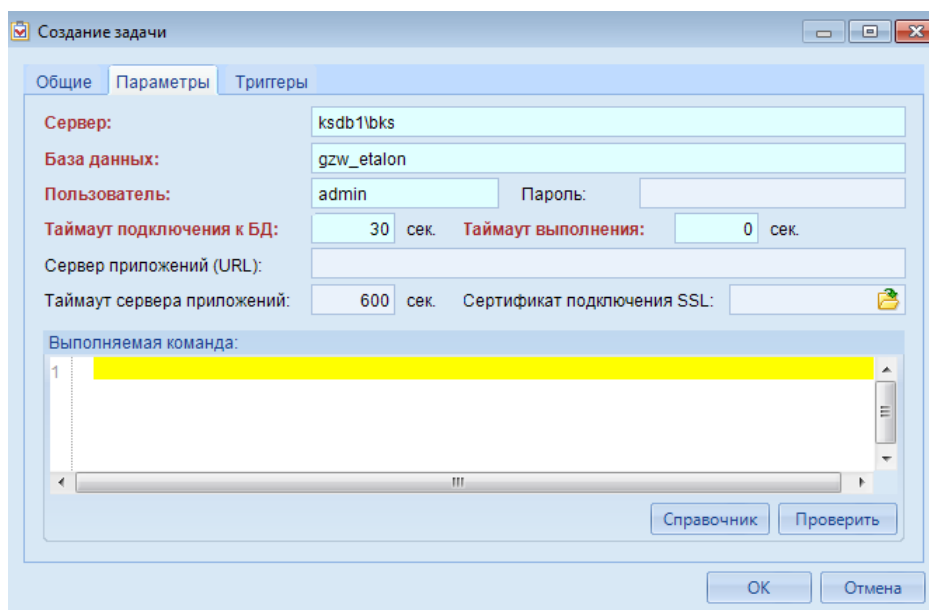 Создание задачи
Общие Параметры Триггеры
Сервер: ksdb1\bks
База данных: gzw_etalon
Пользователь: admin Пароль:
Таймаут подключения к БД: 30 сек. Таймаут выполнения: 0 сек.
Сервер приложений (URL):
Таймаут сервера приложений: 600 сек. Сертификат подключения SSL:
Выполняемая команда:
1
Справочник Проверить
OK Отмена